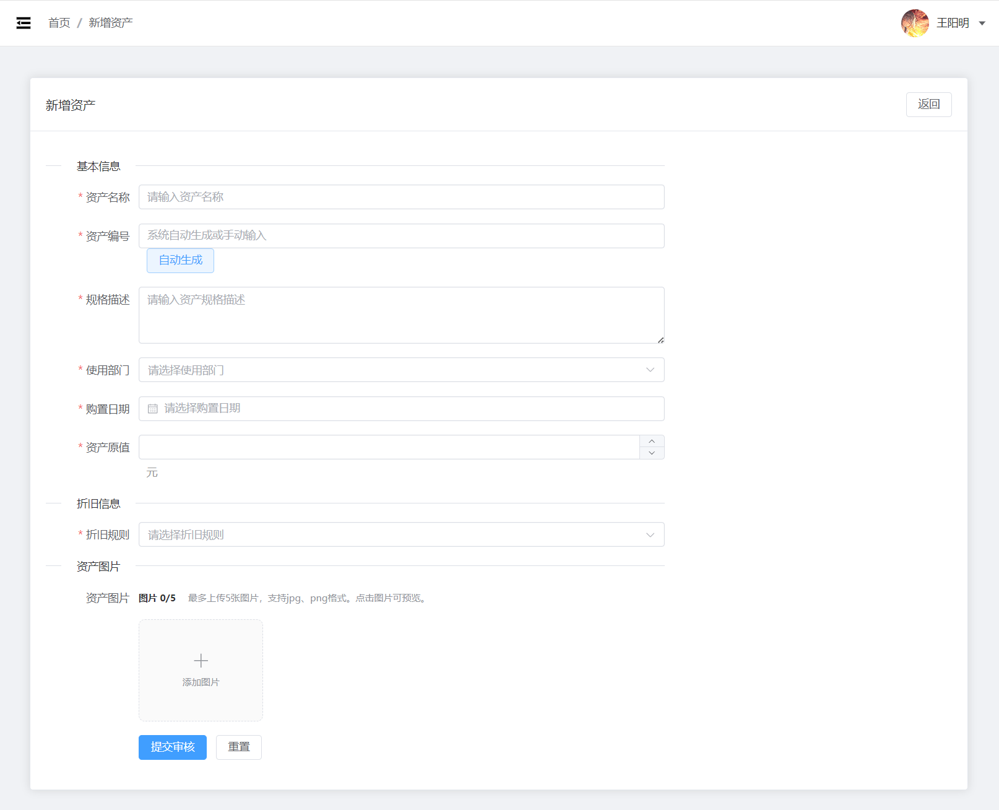 首页 / 新增资产
王阳明
新增资产
返回
基本信息
* 资产名称 请输入资产名称
* 资产编号 系统自动生成或手动输入
自动生成
* 规格描述 请输入资产规格描述
* 使用部门 请选择使用部门
* 购置日期 请选择购置日期
* 资产原值
元
折旧信息
* 折旧规则 请选择折旧规则
资产图片
资产图片 图片 0/5 最多上传5张图片，支持jpg、png格式。点击图片可预览。
添加图片
提交审核 重置